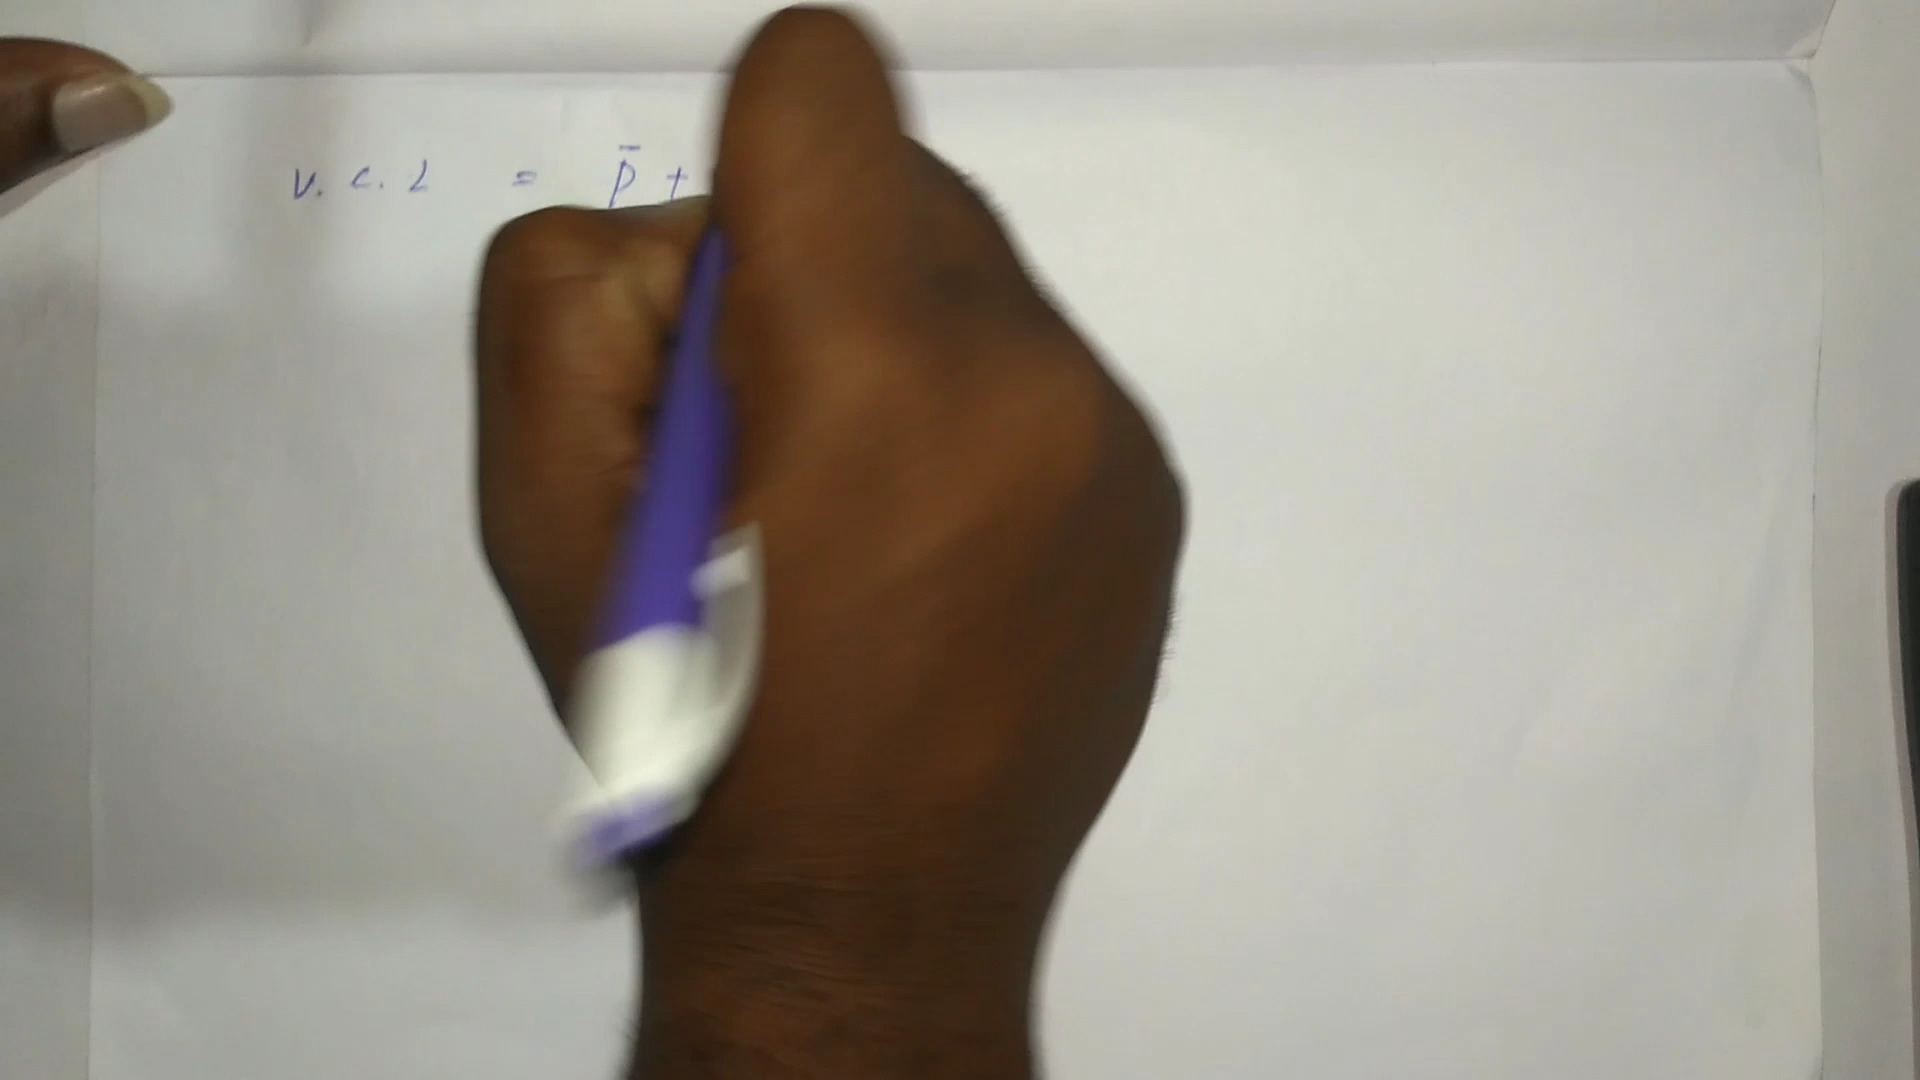 V. C. L = p̄ +